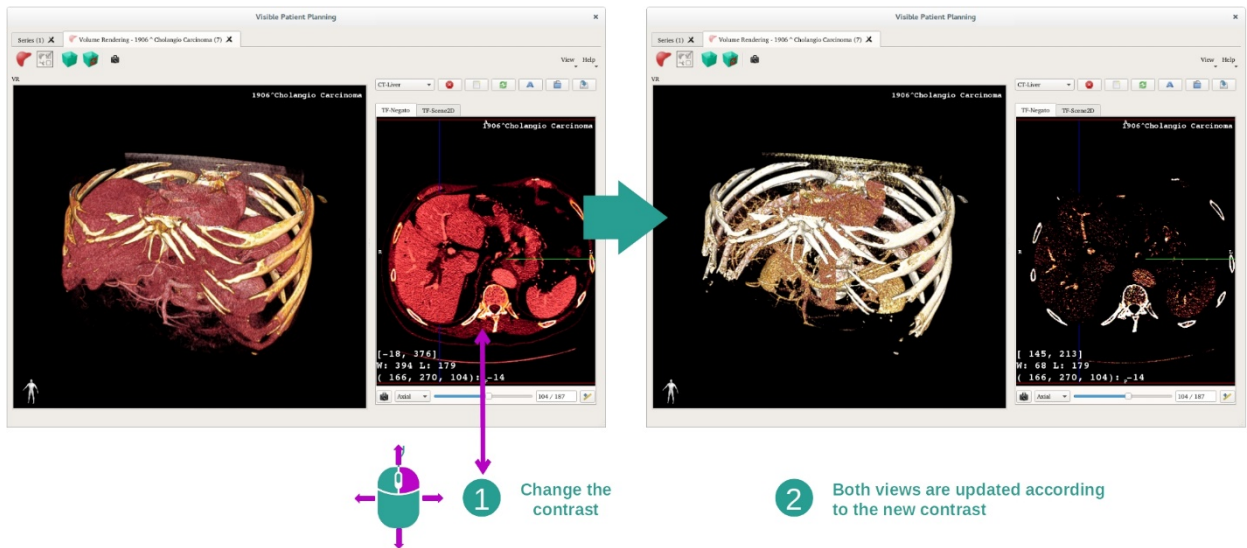 Visible Patient Planning
Series (1)
Volume Rendering - 1906^Cholangio Carcinoma (7)
View Help
VR
1906^Cholangio Carcinoma
CT-Liver
TF-Negato TF-Scene2D
1906^Cholangio Carcinoma
[-18, 376]
W: 394 L: 179
( 166, 270, 104): -14
Axial
104 / 187
Visible Patient Planning
Series (1)
Volume Rendering - 1906^Cholangio Carcinoma (7)
View Help
VR
1906^Cholangio Carcinoma
CT-Liver
TF-Negato TF-Scene2D
1906^Cholangio Carcinoma
[ 145, 213]
W: 68 L: 179
( 166, 270, 104): -14
Axial
104 / 187
1
Change the
contrast
2
Both views are updated according
to the new contrast